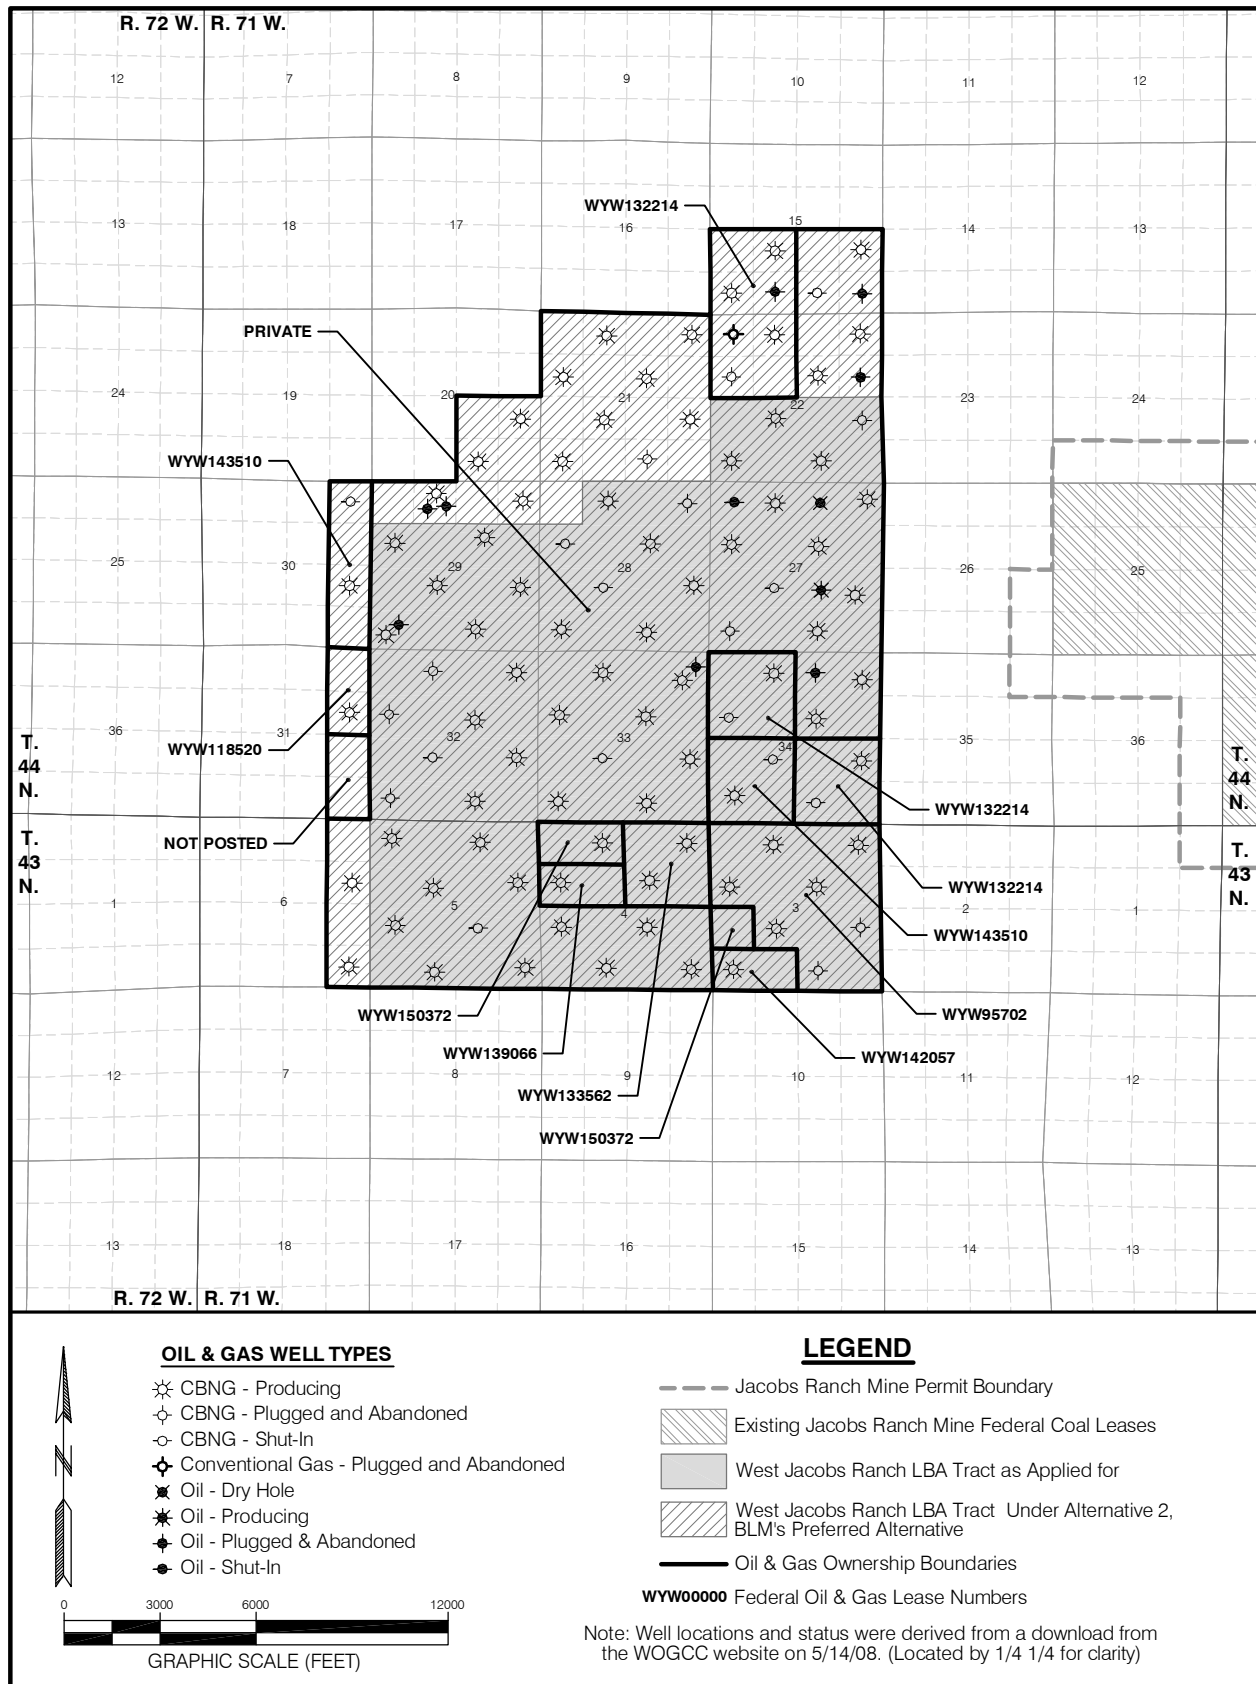 R. 72 W. R. 71 W.
12 7 8 9 10 11 12
WYW132214
13 18 17 16 15 14 13
PRIVATE
24 19 20 21 22 23 24
WYW143510
25 30 29 28 27 26 25
36 31 32 33 34 35 36
T.
44
N.
T.
44
N.
WYW118520
WYW132214
NOT POSTED
T.
43
N.
T.
43
N.
WYW132214
1 6 5 4 3 2 1
WYW143510
WYW150372
WYW95702
WYW139066
WYW142057
12 7 8 9 10 11 12
WYW133562
WYW150372
13 18 17 16 15 14 13
R. 72 W. R. 71 W.
OIL & GAS WELL TYPES
CBNG - Producing
CBNG - Plugged and Abandoned
CBNG - Shut-In
Conventional Gas - Plugged and Abandoned
Oil - Dry Hole
Oil - Producing
Oil - Plugged & Abandoned
Oil - Shut-In
N
0 3000 6000 12000
GRAPHIC SCALE (FEET)
LEGEND
Jacobs Ranch Mine Permit Boundary
Existing Jacobs Ranch Mine Federal Coal Leases
West Jacobs Ranch LBA Tract as Applied for
West Jacobs Ranch LBA Tract Under Alternative 2,
BLM's Preferred Alternative
Oil & Gas Ownership Boundaries
WYW00000 Federal Oil & Gas Lease Numbers
Note: Well locations and status were derived from a download from
the WOGCC website on 5/14/08. (Located by 1/4 1/4 for clarity)